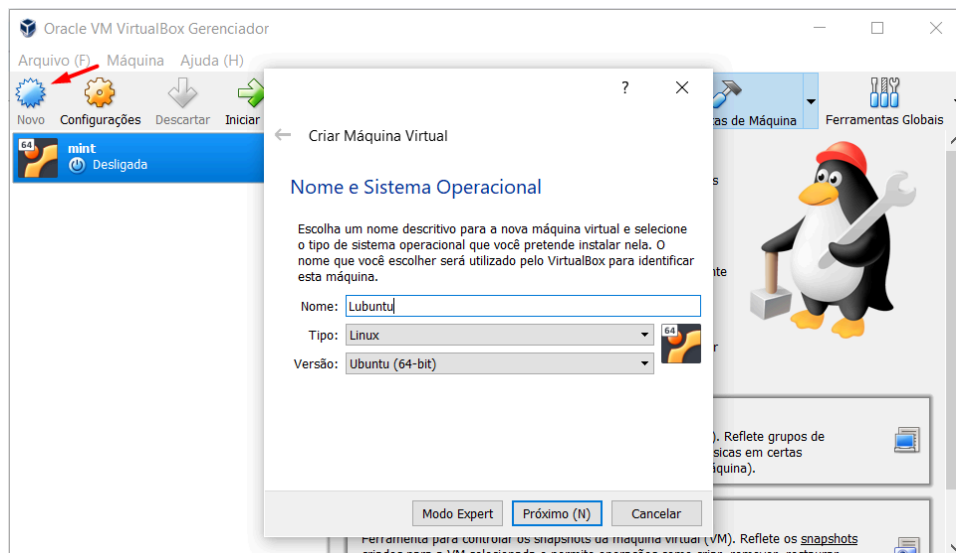 Oracle VM VirtualBox Gerenciador
Arquivo (F) Máquina Ajuda (H)
Novo Configurações Descartar Iniciar
as de Máquina Ferramentas Globais
64 mint
Desligada
?
Criar Máquina Virtual
Nome e Sistema Operacional
Escolha um nome descritivo para a nova máquina virtual e selecione
o tipo de sistema operacional que você pretende instalar nela. O
nome que você escolher será utilizado pelo VirtualBox para identificar
esta máquina.
Nome: Lubuntu
Tipo: Linux
64
Versão: Ubuntu (64-bit)
Modo Expert Próximo (N) Cancelar
s
nte
r
). Reflete grupos de
sicas em certas
áquina).
Ferramenta para controlar os snapshots da máquina virtual (VM). Reflete os snapshots